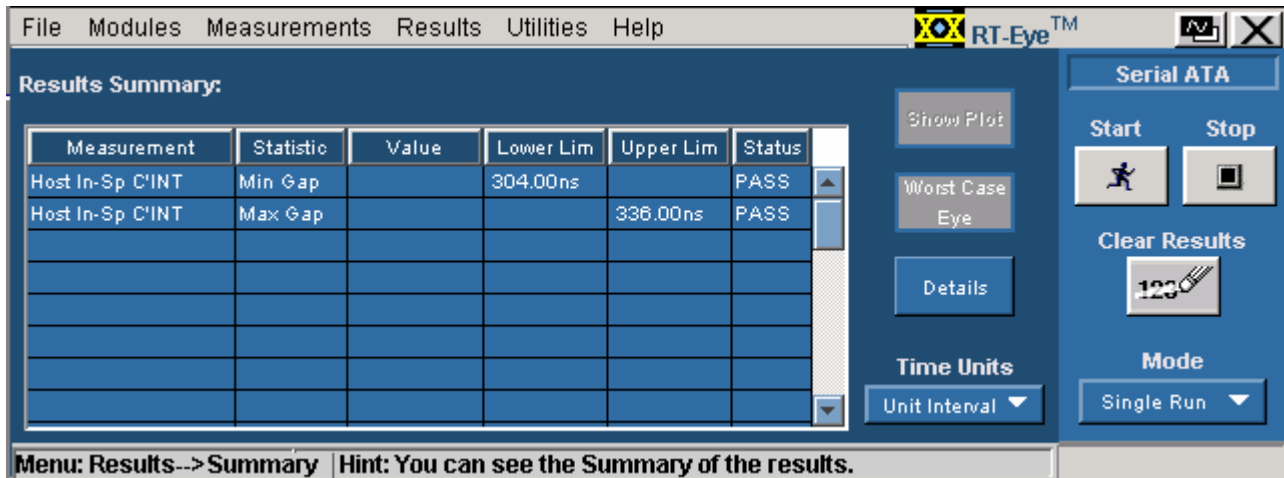 File Modules Measurements Results Utilities Help RT-Eye™
Results Summary:
Measurement Statistic Value Lower Lim Upper Lim Status
Host In-Sp C'INT Min Gap 304.00ns PASS
Host In-Sp C'INT Max Gap 336.00ns PASS
Show Plot
Worst Case
Eye
Details
Time Units
Unit Interval
Serial ATA
Start Stop
Clear Results
123
Mode
Single Run
Menu: Results-->Summary |Hint: You can see the Summary of the results.